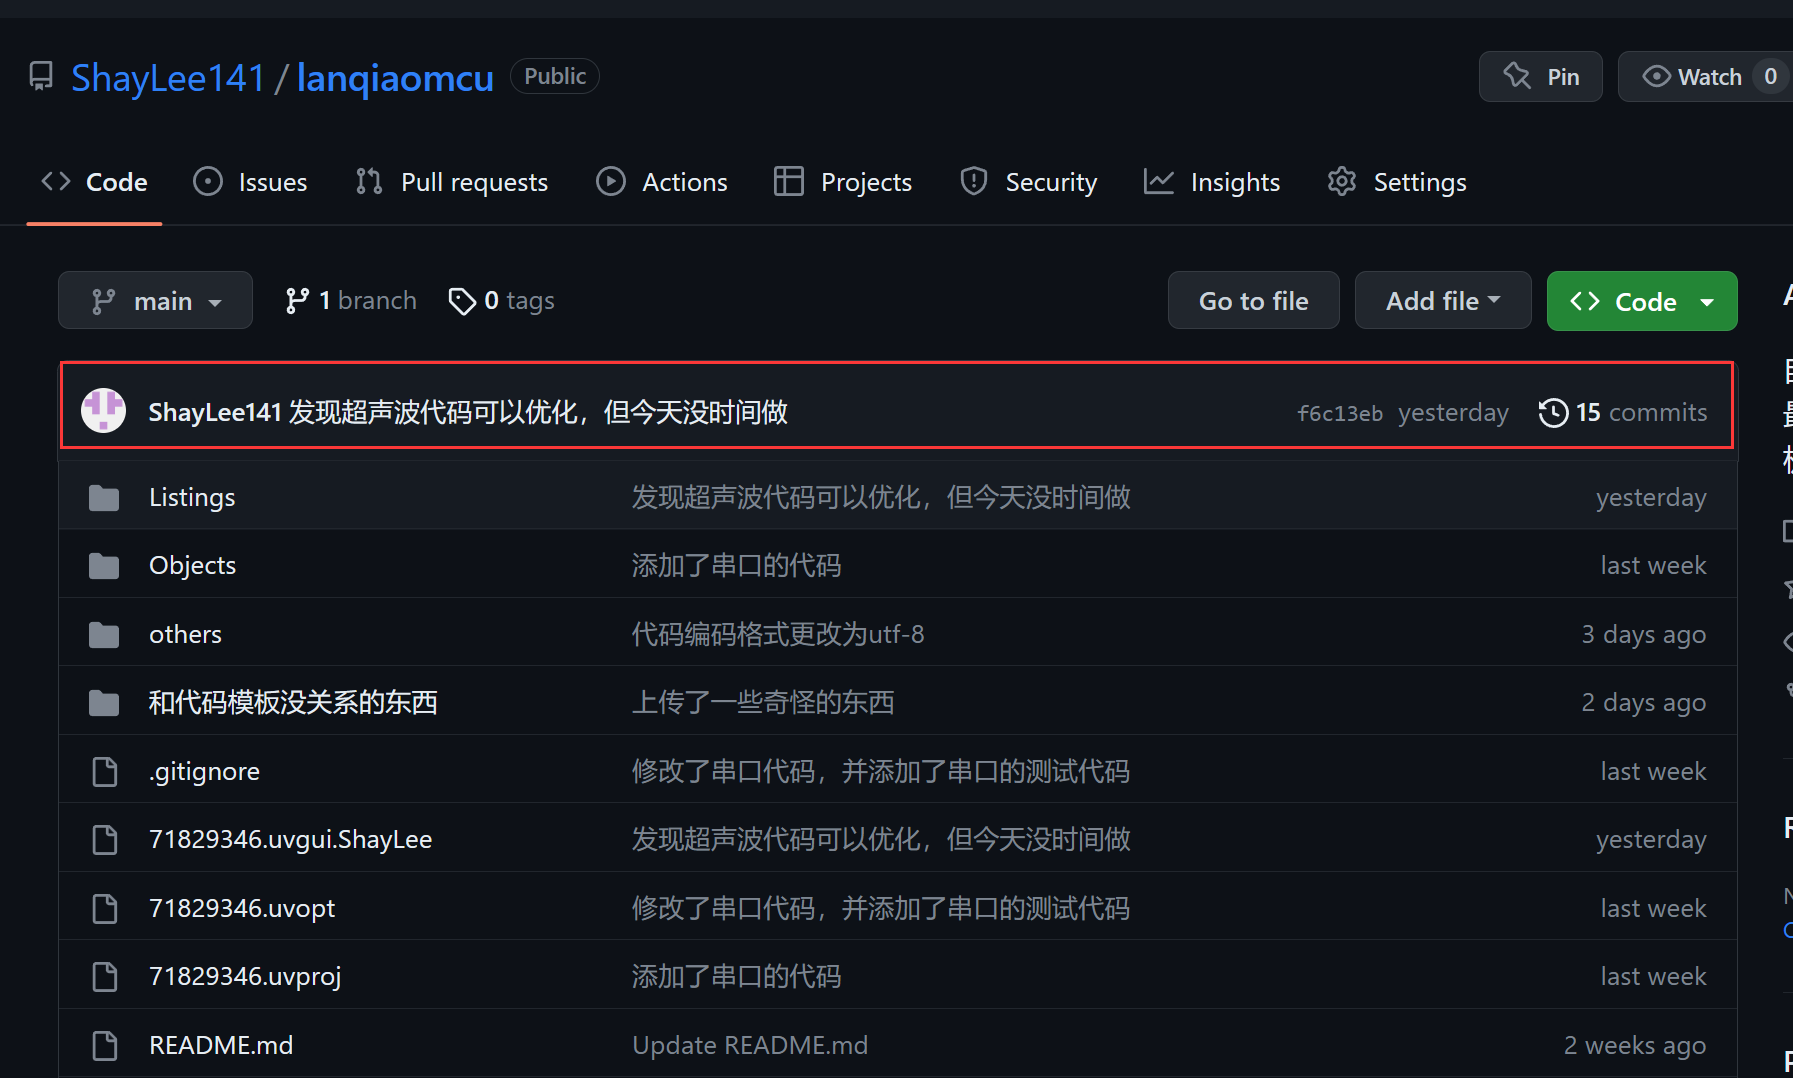 ShayLee141 / lanqiaomcu Public Pin Watch 0
Code Issues Pull requests Actions Projects Security Insights Settings
main 1 branch 0 tags Go to file Add file Code
ShayLee141 发现超声波代码可以优化，但今天没时间做 f6c13eb yesterday 15 commits
Listings 发现超声波代码可以优化，但今天没时间做 yesterday
Objects 添加了串口的代码 last week
others 代码编码格式更改为utf-8 3 days ago
和代码模板没关系的东西 上传了一些奇怪的东西 2 days ago
.gitignore 修改了串口代码，并添加了串口的测试代码 last week
71829346.uvgui.ShayLee 发现超声波代码可以优化，但今天没时间做 yesterday
71829346.uvopt 修改了串口代码，并添加了串口的测试代码 last week
71829346.uvproj 添加了串口的代码 last week
README.md Update README.md 2 weeks ago